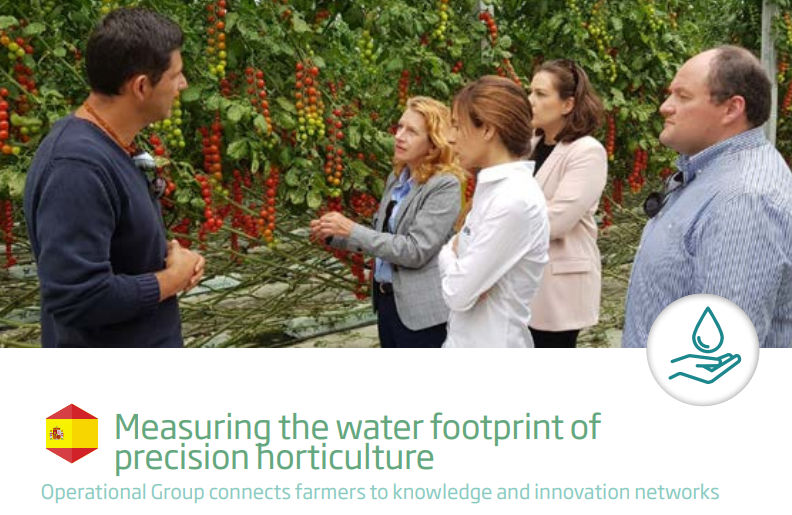 Measuring the water footprint of
precision horticulture
Operational Group connects farmers to knowledge and innovation networks